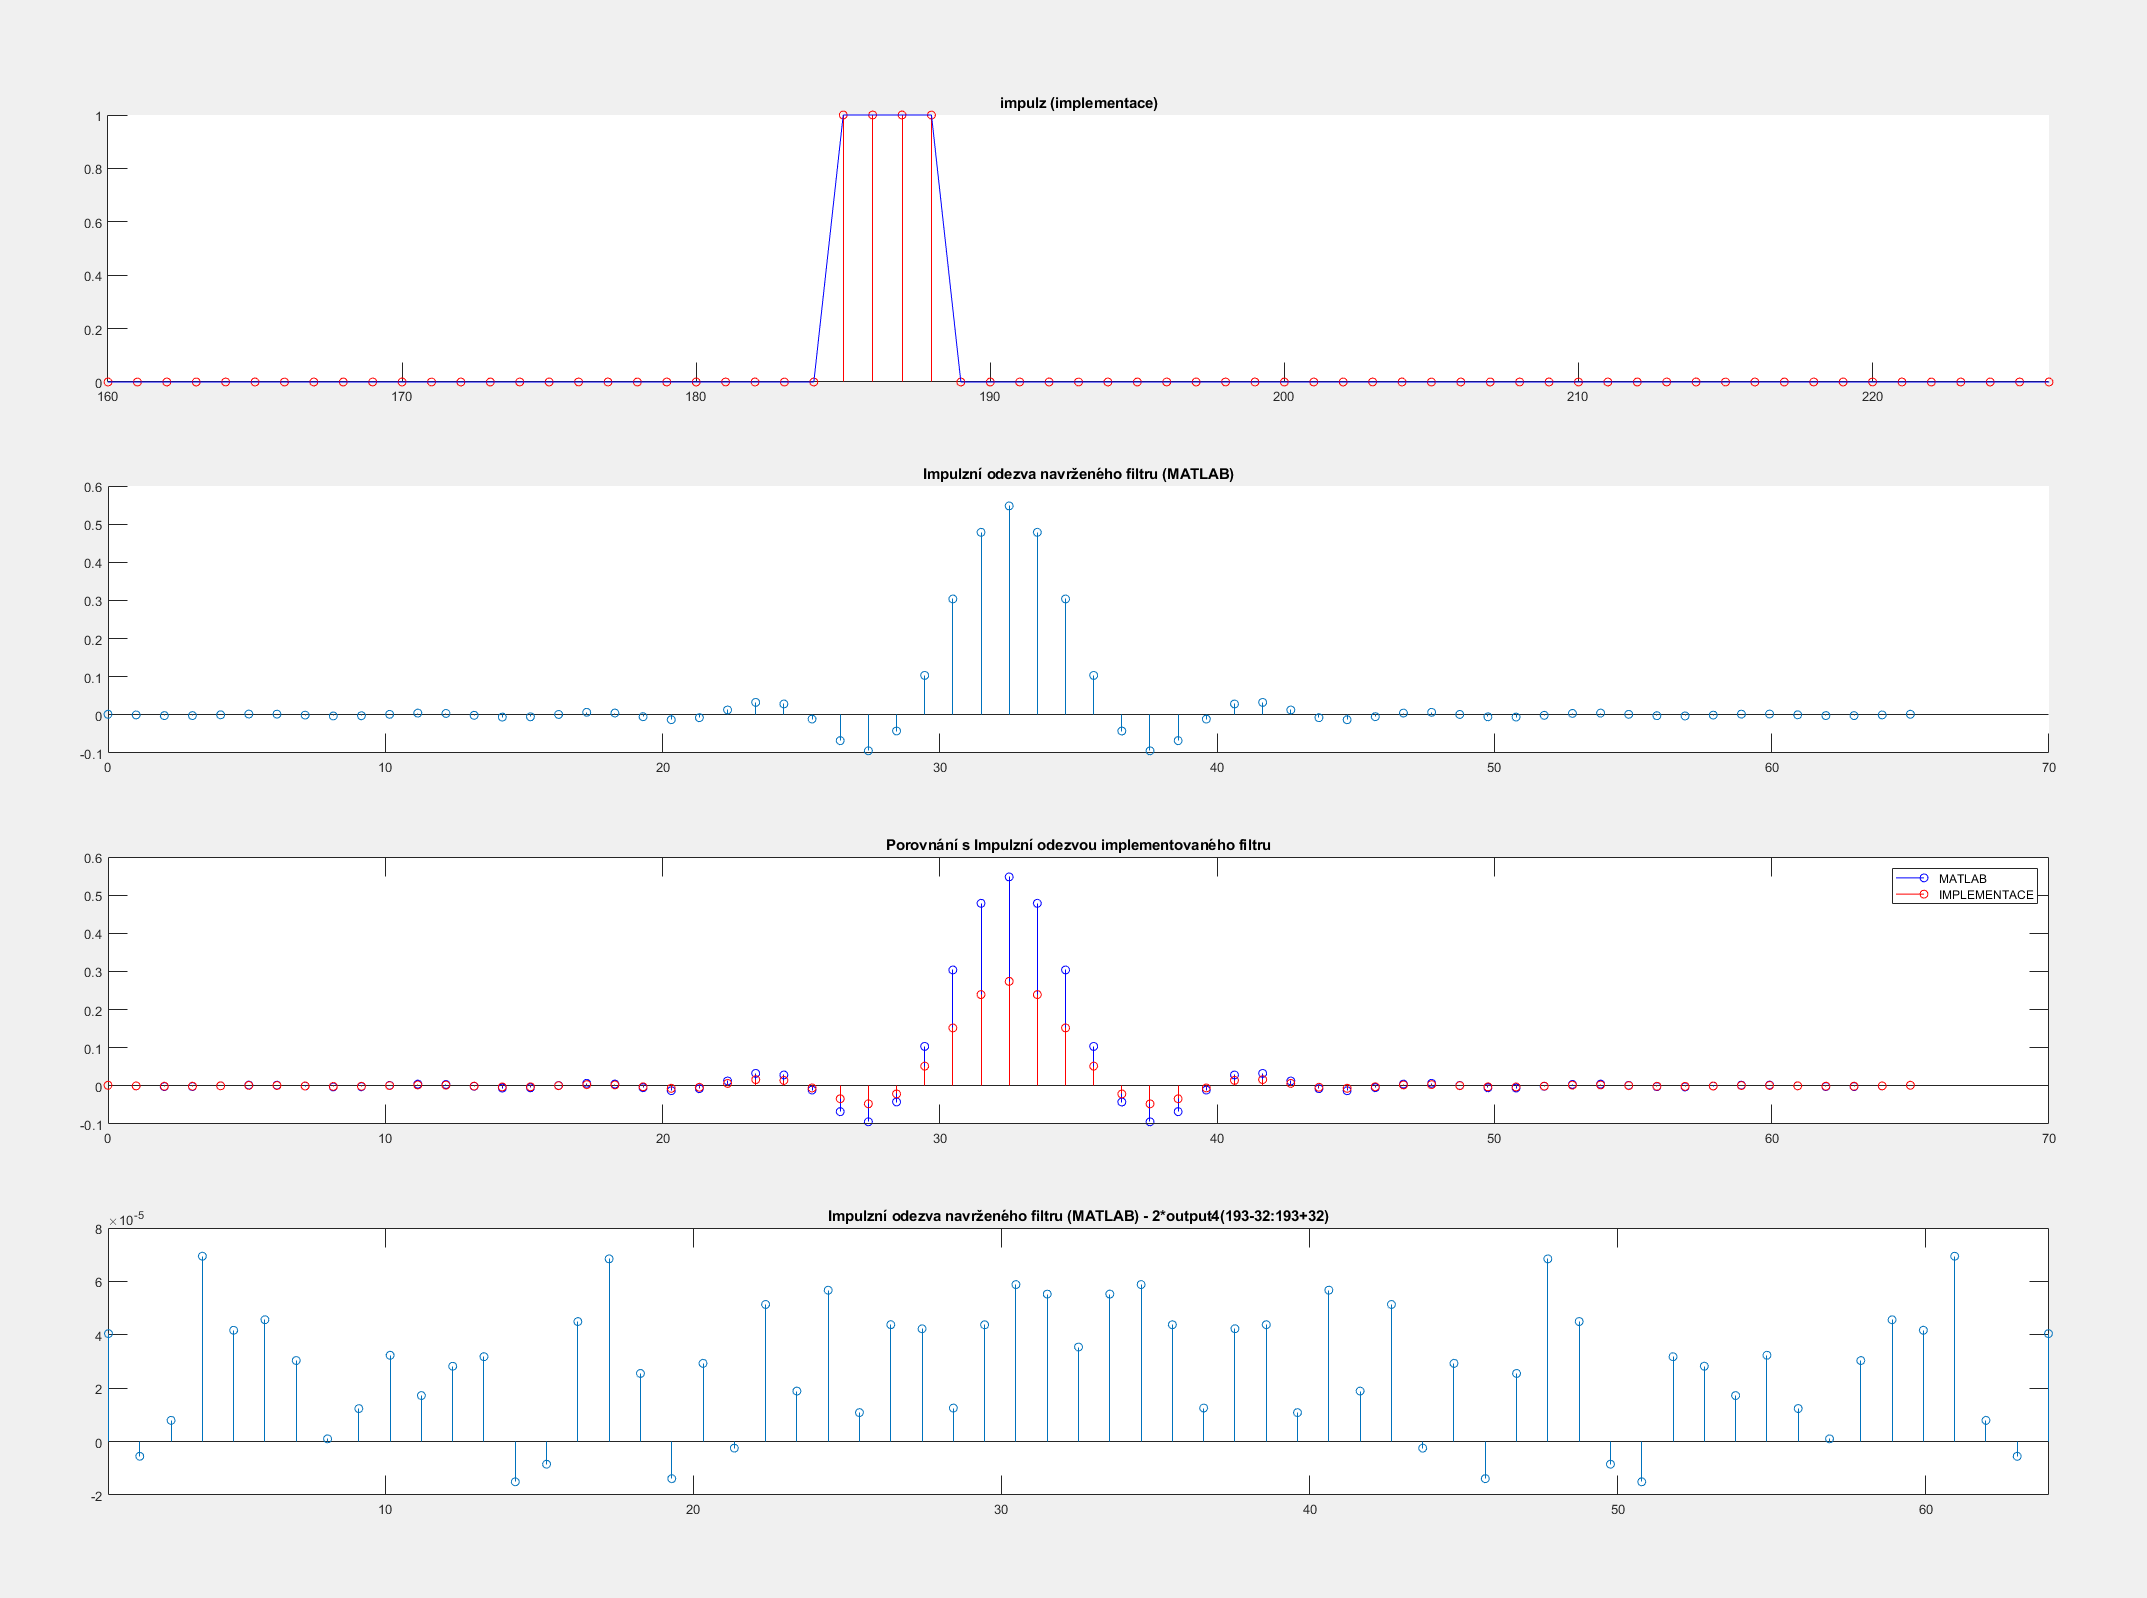 impulz (implementace)
1
0.8
0.6
0.4
0.2
0
160 170 180 190 200 210 220
Impulzní odezva navrženého filtru (MATLAB)
0.6
0.5
0.4
0.3
0.2
0.1
0
-0.1
0 10 20 30 40 50 60 70
Porovnání s Impulzní odezvou implementovaného filtru
0.6
MATLAB
IMPLEMENTACE
0.5
0.4
0.3
0.2
0.1
0
-0.1
0 10 20 30 40 50 60 70
Impulzní odezva navrženého filtru (MATLAB) - 2*output4(193-32:193+32)
×10^-5
8
6
4
2
0
-2
10 20 30 40 50 60